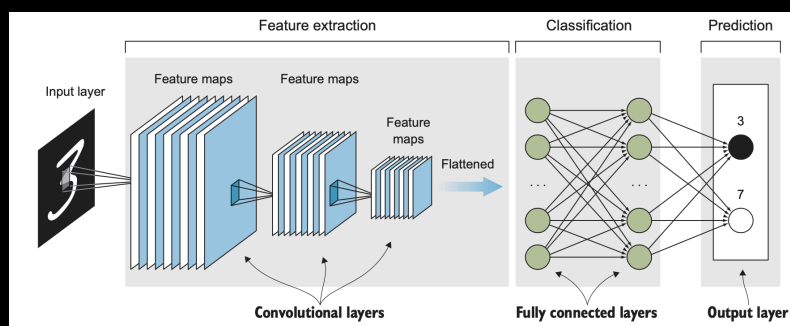 Feature extraction
Classification
Prediction
Input layer
Feature maps
Feature maps
Feature
maps
Flattened
3
3
7
. . .
. . .
Convolutional layers
Fully connected layers
Output layer